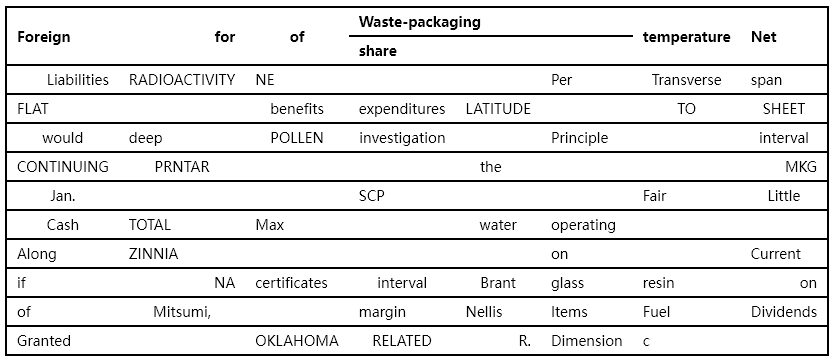 Foreign for of Waste-packaging temperature Net
share
Liabilities RADIOACTIVITY NE Per Transverse span
FLAT benefits expenditures LATITUDE TO SHEET
would deep POLLEN investigation Principle interval
CONTINUING PRNTAR the MKG
Jan. SCP Fair Little
Cash TOTAL Max water operating
Along ZINNIA on Current
if NA certificates interval Brant glass resin on
of Mitsumi, margin Nellis Items Fuel Dividends
Granted OKLAHOMA RELATED R. Dimension c